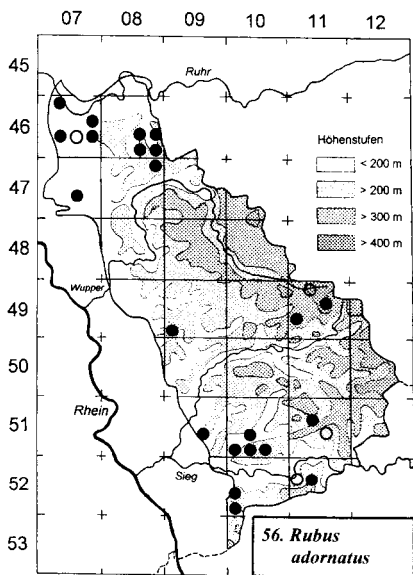 07 08 09 10 11 12
45
46
47
48
49
50
51
52
53
Ruhr
Höhenstufen
< 200 m
> 200 m
> 300 m
> 400 m
Wupper
Rhein
Sieg
56. Rubus
adornatus